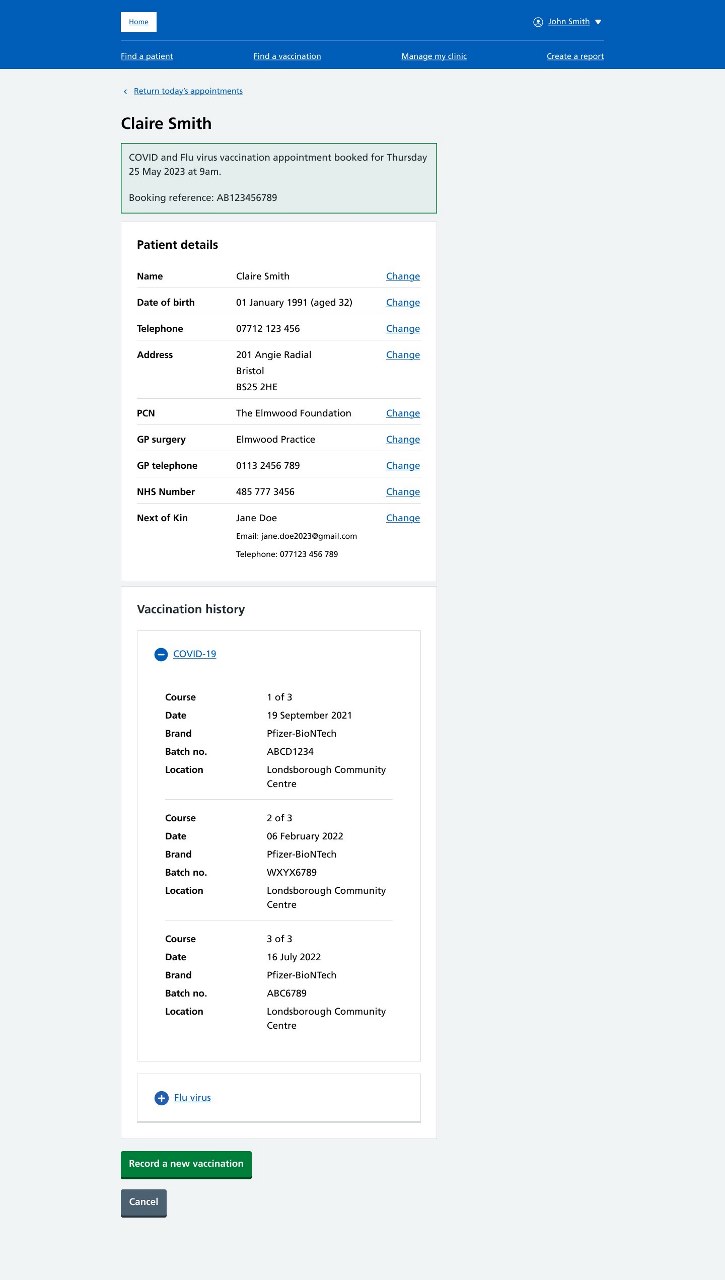 Home
John Smith
Find a patient
Find a vaccination
Manage my clinic
Create a report
Return today's appointments
Claire Smith
COVID and Flu virus vaccination appointment booked for Thursday
25 May 2023 at 9am.
Booking reference: AB123456789
Patient details
Name Claire Smith Change
Date of birth 01 January 1991 (aged 32) Change
Telephone 07712 123 456 Change
Address 201 Angie Radial Change
Bristol
BS25 2HE
PCN The Elmwood Foundation Change
GP surgery Elmwood Practice Change
GP telephone 0113 2456 789 Change
NHS Number 485 777 3456 Change
Next of Kin Jane Doe Change
Email: jane.doe2023@gmail.com
Telephone: 077123 456 789
Vaccination history
COVID-19
Course 1 of 3
Date 19 September 2021
Brand Pfizer-BioNTech
Batch no. ABCD1234
Location Londsborough Community
Centre
Course 2 of 3
Date 06 February 2022
Brand Pfizer-BioNTech
Batch no. WXYX6789
Location Londsborough Community
Centre
Course 3 of 3
Date 16 July 2022
Brand Pfizer-BioNTech
Batch no. ABC6789
Location Londsborough Community
Centre
Flu virus
Record a new vaccination
Cancel